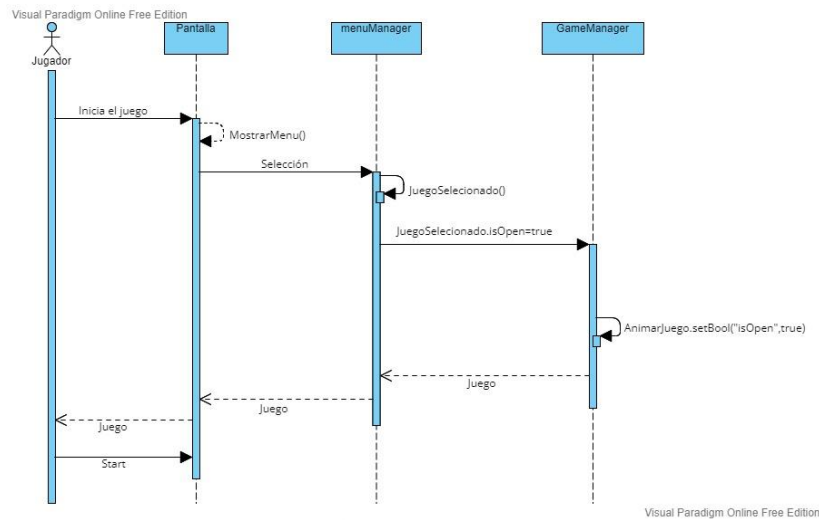 Visual Paradigm Online Free Edition
Jugador
Pantalla
menuManager
GameManager
Inicia el juego
MostrarMenu()
Selección
JuegoSelecionado()
JuegoSelecionado.isOpen=true
AnimarJuego.setBool("isOpen",true)
Juego
Juego
Juego
Start
Visual Paradigm Online Free Edition